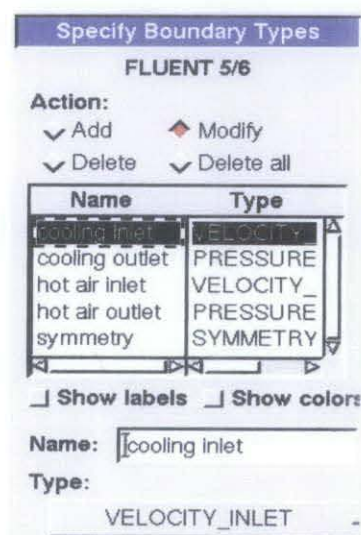 Specify Boundary Types
FLUENT 5/6
Action:
Add Modify
Delete Delete all
Name Type
cooling inlet VELOCITY_
cooling outlet PRESSURE
hot air inlet VELOCITY_
hot air outlet PRESSURE
symmetry SYMMETRY
Show labels Show colors
Name: cooling inlet
Type:
VELOCITY_INLET